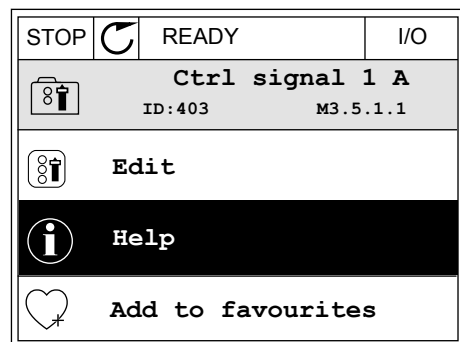 STOP READY I/O
Ctrl signal 1 A
ID:403 M3.5.1.1
Edit
Help
Add to favourites